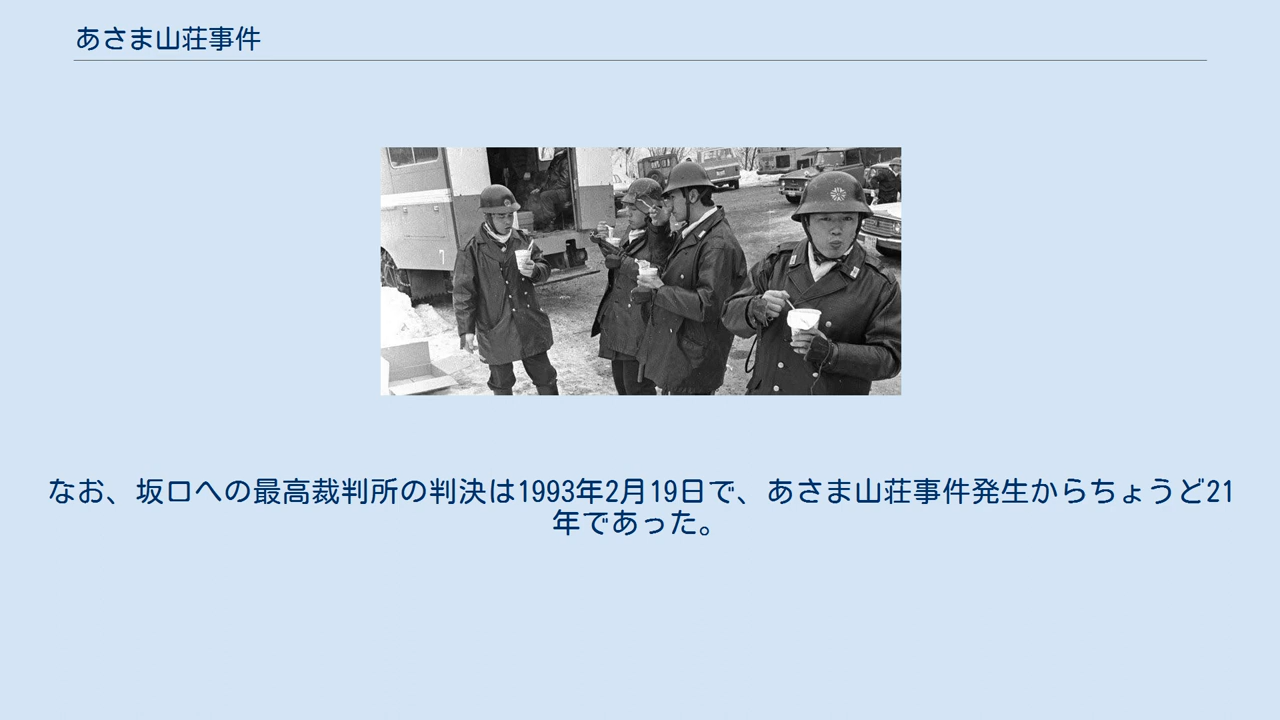 あさま山荘事件
なお、坂口への最高裁判所の判決は1993年2月19日で、あさま山荘事件発生からちょうど21
年であった。